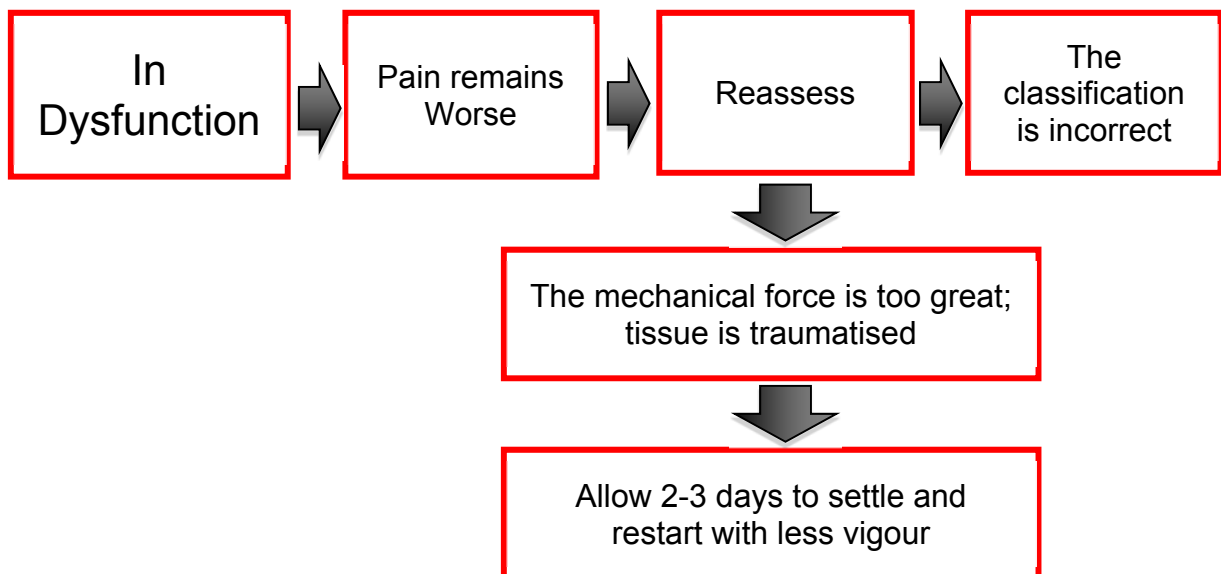 In
Dysfunction
Pain remains
Worse
Reassess
The
classification
is incorrect
The mechanical force is too great;
tissue is traumatised
Allow 2-3 days to settle and
restart with less vigour